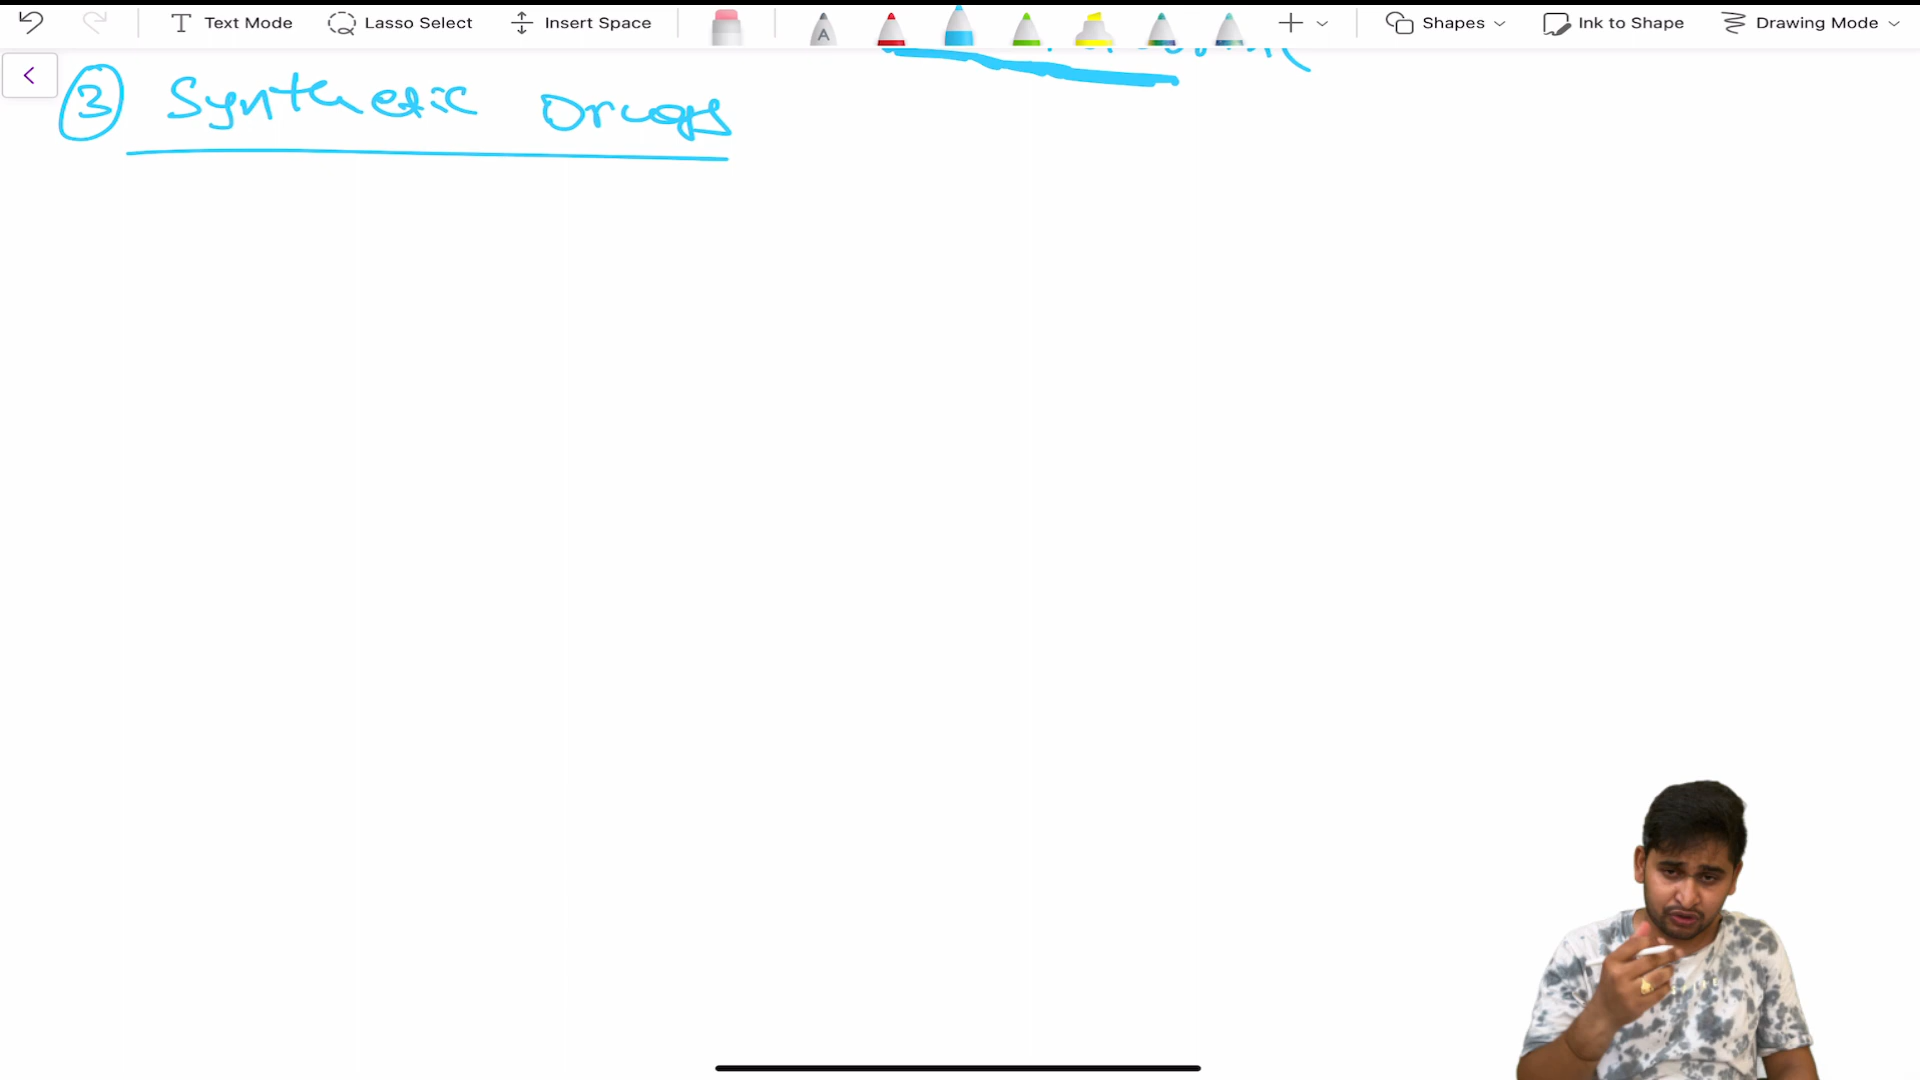 Text Mode Lasso Select Insert Space A Shapes Ink to Shape Drawing Mode
③ Synthetic Drugs